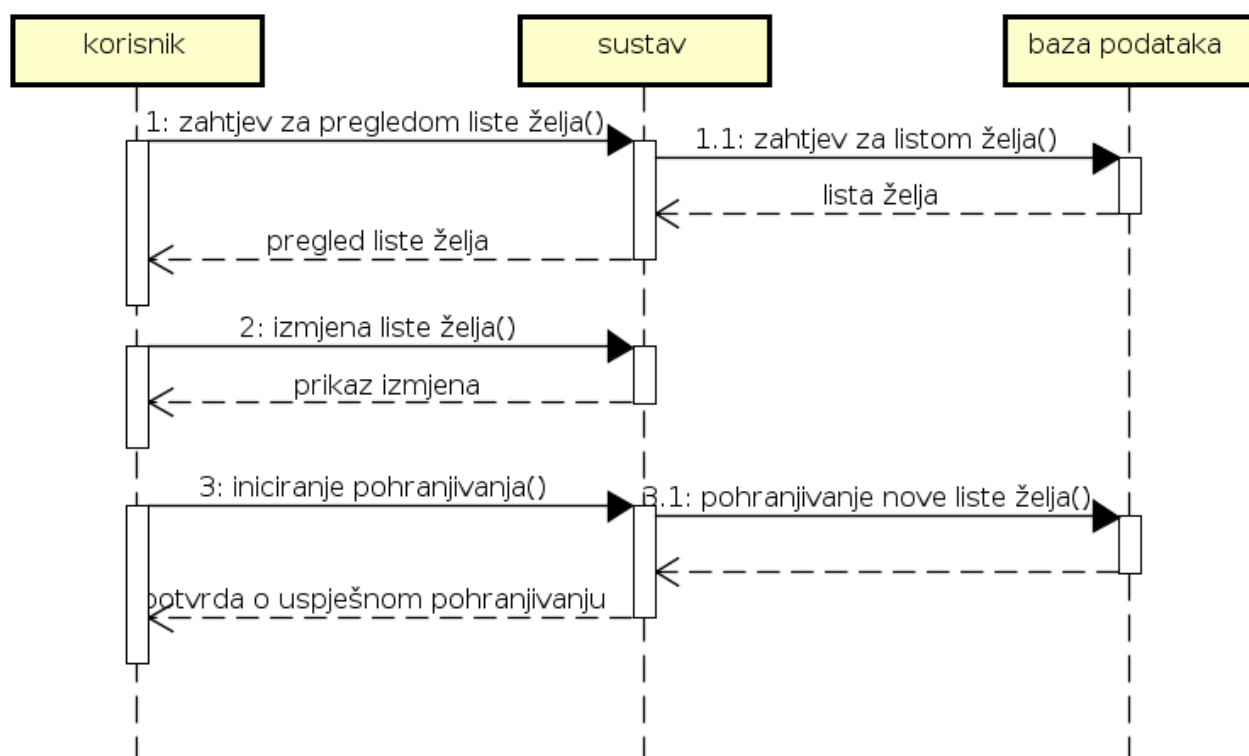 korisnik
sustav
baza podataka
1: zahtjev za pregledom liste želja()
1.1: zahtjev za listom želja()
lista želja
pregled liste želja
2: izmjena liste želja()
prikaz izmjena
3: iniciranje pohranjivanja()
3.1: pohranjivanje nove liste želja()
potvrda o uspješnom pohranjivanju